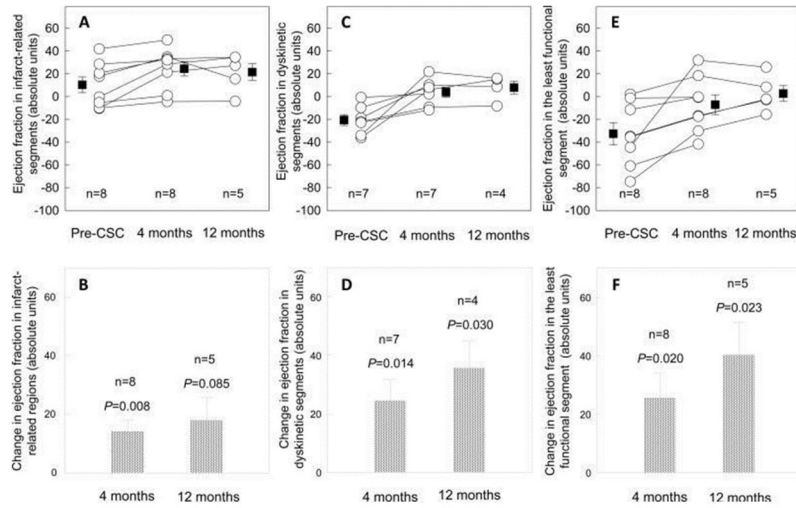 A
Ejection fraction in infarct-related
segments (absolute units)
60
40
20
0
-20
-40
-60
-80
-100
n=8
n=8
n=5
Pre-CSC
4 months
12 months
C
Ejection fraction in dyskinetic
segments (absolute units)
60
40
20
0
-20
-40
-60
-80
-100
n=7
n=7
n=4
Pre-CSC
4 months
12 months
E
Ejection fraction in the least functional
segment (absolute units)
60
40
20
0
-20
-40
-60
-80
-100
n=8
n=8
n=5
Pre-CSC
4 months
12 months
B
Change in ejection fraction in infarct-
related regions (absolute units)
60
40
20
0
n=8
P=0.008
n=5
P=0.085
4 months
12 months
D
Change in ejection fraction in
dyskinetic segments (absolute units)
60
40
20
0
n=7
P=0.014
n=4
P=0.030
4 months
12 months
F
Change in ejection fraction in the least
functional segment (absolute units)
60
40
20
0
n=8
P=0.020
n=5
P=0.023
4 months
12 months